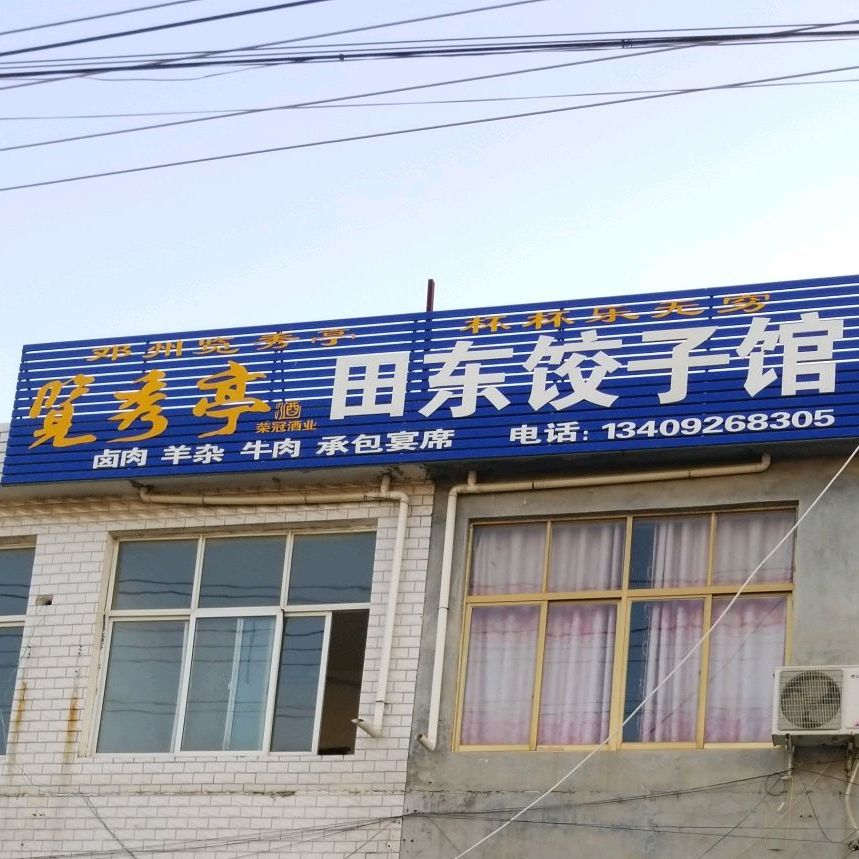 邓州览秀亭 杯杯乐无穷
览秀亭 酒 荣冠酒业
田东饺子馆
卤肉 羊杂 牛肉 承包宴席 电话：13409268305